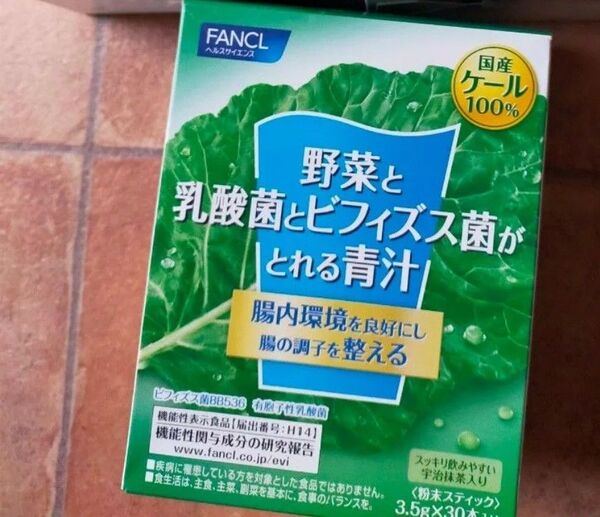 FANCL
ヘルスサイエンス
国産
ケール
100%
野菜と
乳酸菌とビフィズス菌が
とれる青汁
腸内環境を良好にし
腸の調子を整える
ビフィズス菌BB536 有胞子性乳酸菌
機能性表示食品【届出番号:H14】
機能性関与成分の研究報告
www.fancl.co.jp/evi
■疾病に罹患している方を対象とした食品ではありません。
■食生活は、主食、主菜、副菜を基本に、食事のバランスを。
スッキリ飲みやすい
宇治抹茶入り
〈粉末スティック〉
3.5g×30本